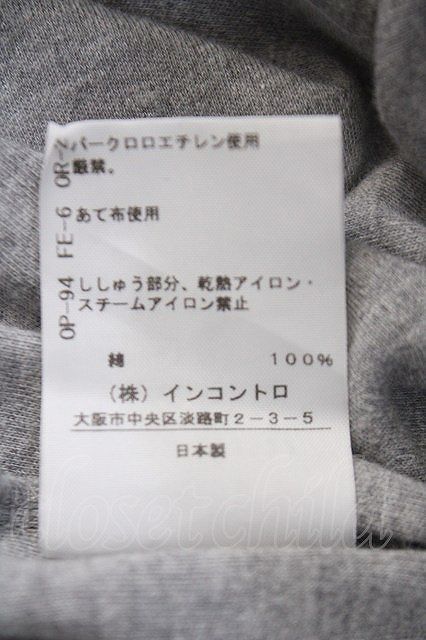 パークロロエチレン使用
厳禁。
あて布使用
ししゅう部分、乾熱アイロン・
スチームアイロン禁止
綿 100%
(株)インコントロ
大阪市中央区淡路町2-3-5
日本製
OP-94 FE-6 OR-2
closetchild